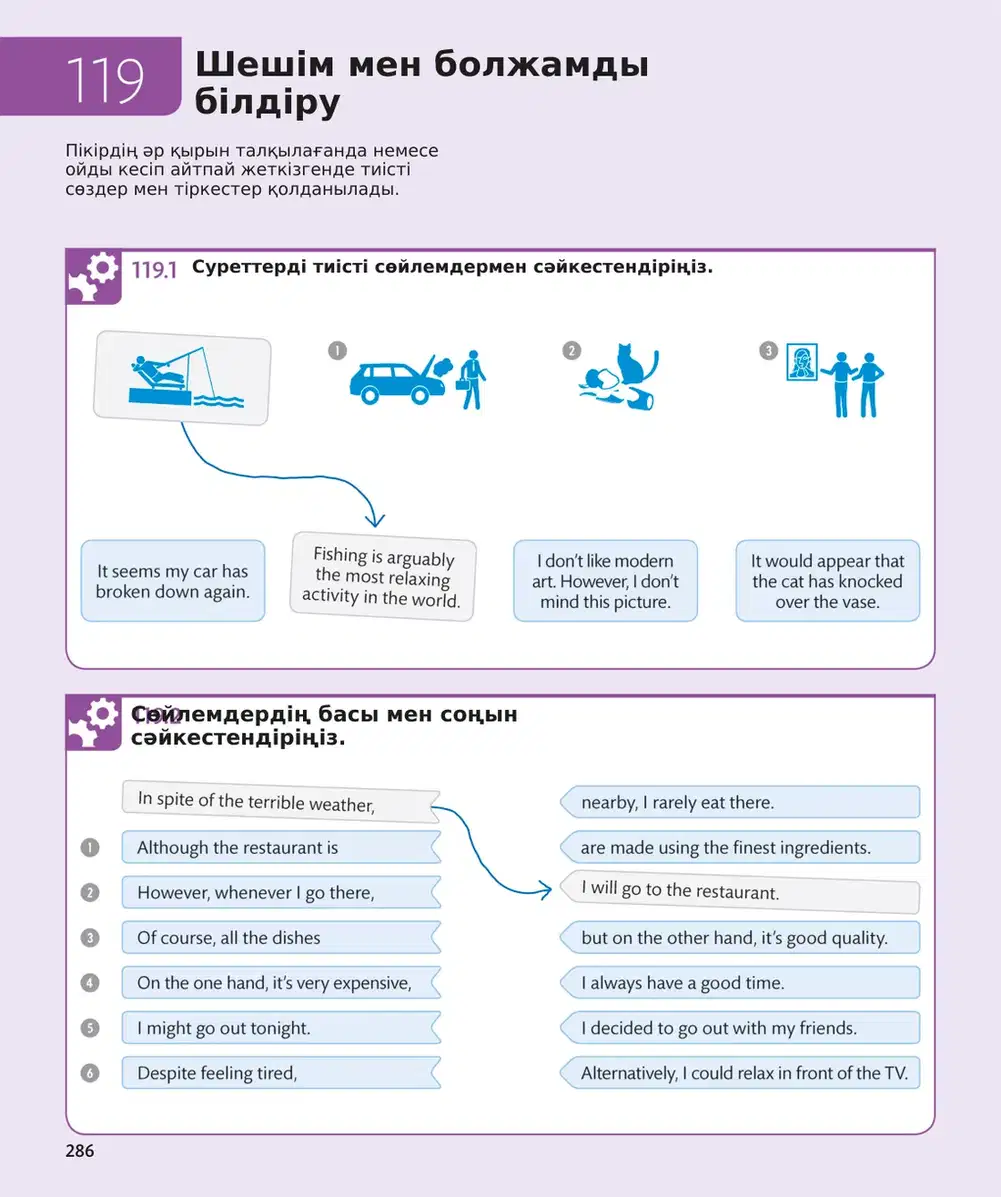 119
Шешім мен болжамды
білдіру
Пікірдің әр қырын талқылағанда немесе
ойды кесіп айтпай жеткізгенде тиісті
сөздер мен тіркестер қолданылады.
119.1 Суреттерді тиісті сөйлемдермен сәйкестендіріңіз.
1
2
3
It seems my car has
broken down again.
Fishing is arguably
the most relaxing
activity in the world.
I don't like modern
art. However, I don't
mind this picture.
It would appear that
the cat has knocked
over the vase.
119.2 Сөйлемдердің басы мен соңын
сәйкестендіріңіз.
In spite of the terrible weather,
nearby, I rarely eat there.
1 Although the restaurant is
are made using the finest ingredients.
2 However, whenever I go there,
I will go to the restaurant.
3 Of course, all the dishes
but on the other hand, it's good quality.
4 On the one hand, it's very expensive,
I always have a good time.
5 I might go out tonight.
I decided to go out with my friends.
6 Despite feeling tired,
Alternatively, I could relax in front of the TV.
286